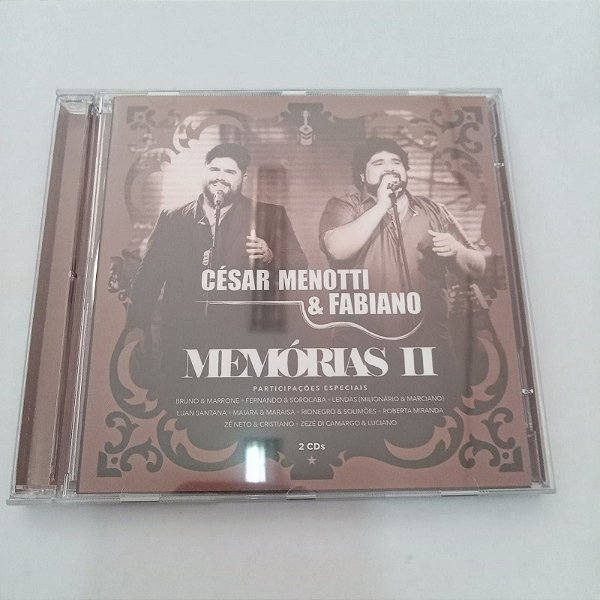 CÉSAR MENOTTI
& FABIANO
MEMÓRIAS II
PARTICIPAÇÕES ESPECIAIS
BRUNO & MARRONE - FERNANDO & SOROCABA - LENDAS (MILIONÁRIO & MARCIANO)
LUAN SANTANA - MAIARA & MARAISA - RIONEGRO & SOLIMÕES - ROBERTA MIRANDA
ZÉ NETO & CRISTIANO - ZEZÉ DI CAMARGO & LUCIANO
2 CDs